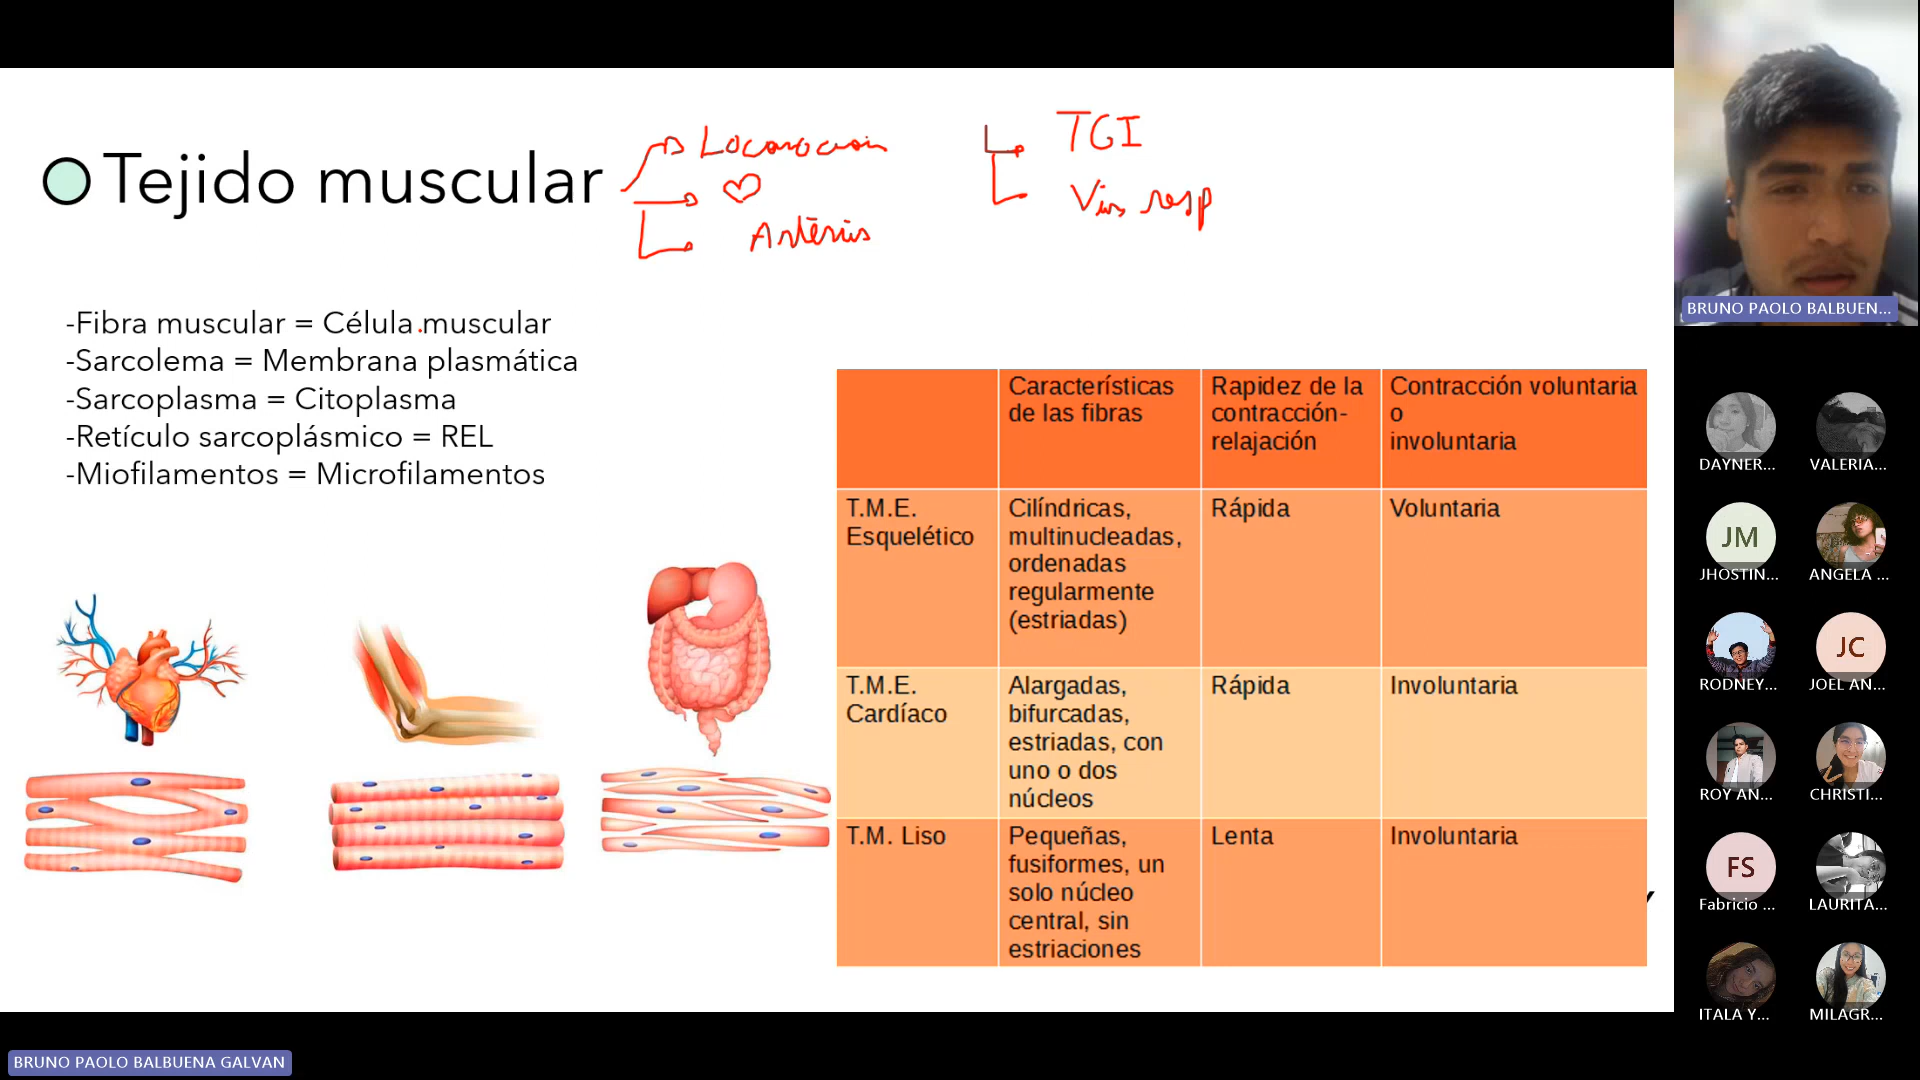 Tejido muscular
Locomocion
Arterias
TGI
Vias resp
-Fibra muscular = Célula muscular
-Sarcolema = Membrana plasmática
-Sarcoplasma = Citoplasma
-Retículo sarcoplásmico = REL
-Miofilamentos = Microfilamentos
Características
de las fibras
Rapidez de la
contracción-
relajación
Contracción voluntaria
o
involuntaria
T.M.E.
Esquelético
Cilíndricas,
multinucleadas,
ordenadas
regularmente
(estriadas)
Rápida
Voluntaria
T.M.E.
Cardíaco
Alargadas,
bifurcadas,
estriadas, con
uno o dos
núcleos
Rápida
Involuntaria
T.M. Liso
Pequeñas,
fusiformes, un
solo núcleo
central, sin
estriaciones
Lenta
Involuntaria
BRUNO PAOLO BALBUEN...
DAYNER...
VALERIA...
JM
JHOSTIN...
ANGELA ...
RODNEY...
JC
JOEL AN...
ROY AN...
CHRISTI...
FS
Fabricio ...
LAURITA...
ITALA Y...
MILAGR...
BRUNO PAOLO BALBUENA GALVAN